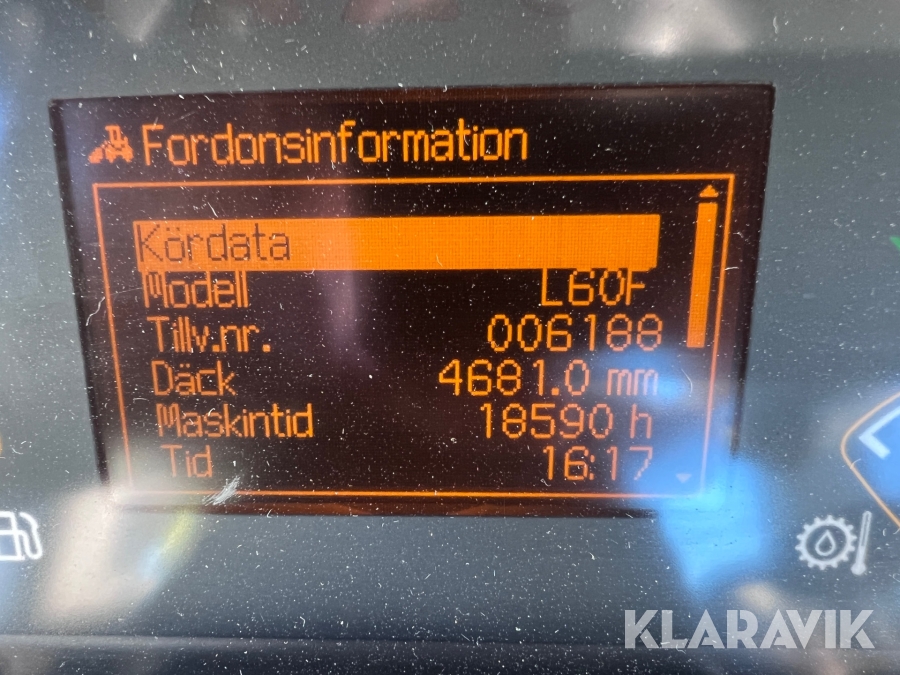 Fordonsinformation
Kördata
Modell L60F
Tillv.nr. 006188
Däck 4681.0 mm
Maskintid 18590 h
Tid 16:17
KLARAVIK